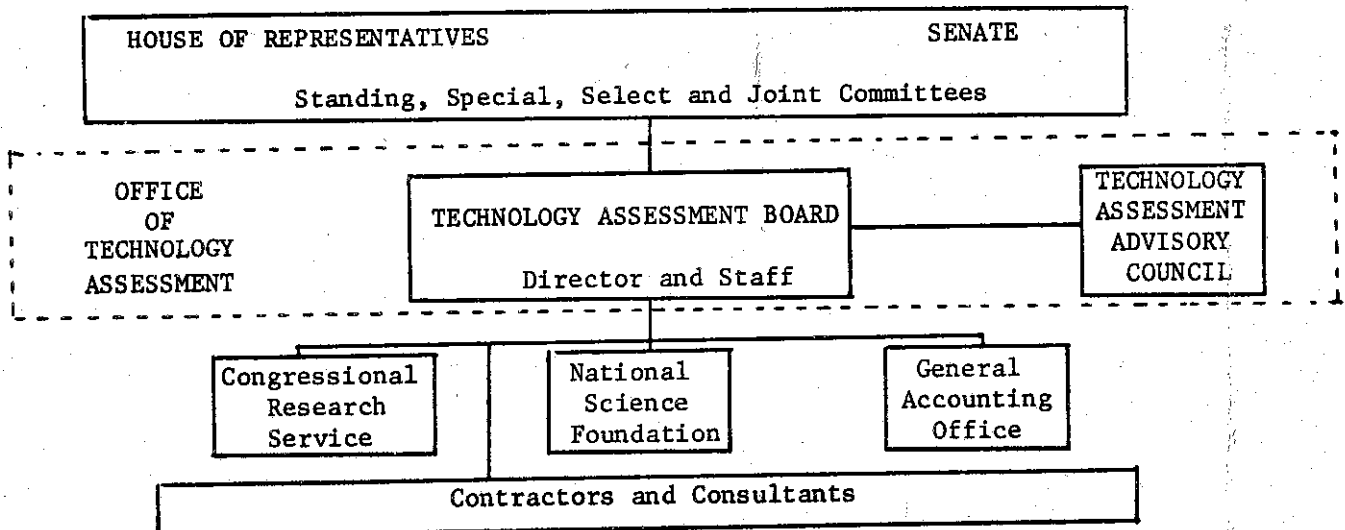 HOUSE OF REPRESENTATIVES SENATE
Standing, Special, Select and Joint Committees
OFFICE
OF
TECHNOLOGY
ASSESSMENT
TECHNOLOGY ASSESSMENT BOARD
Director and Staff
TECHNOLOGY
ASSESSMENT
ADVISORY
COUNCIL
Congressional
Research
Service
National
Science
Foundation
General
Accounting
Office
Contractors and Consultants